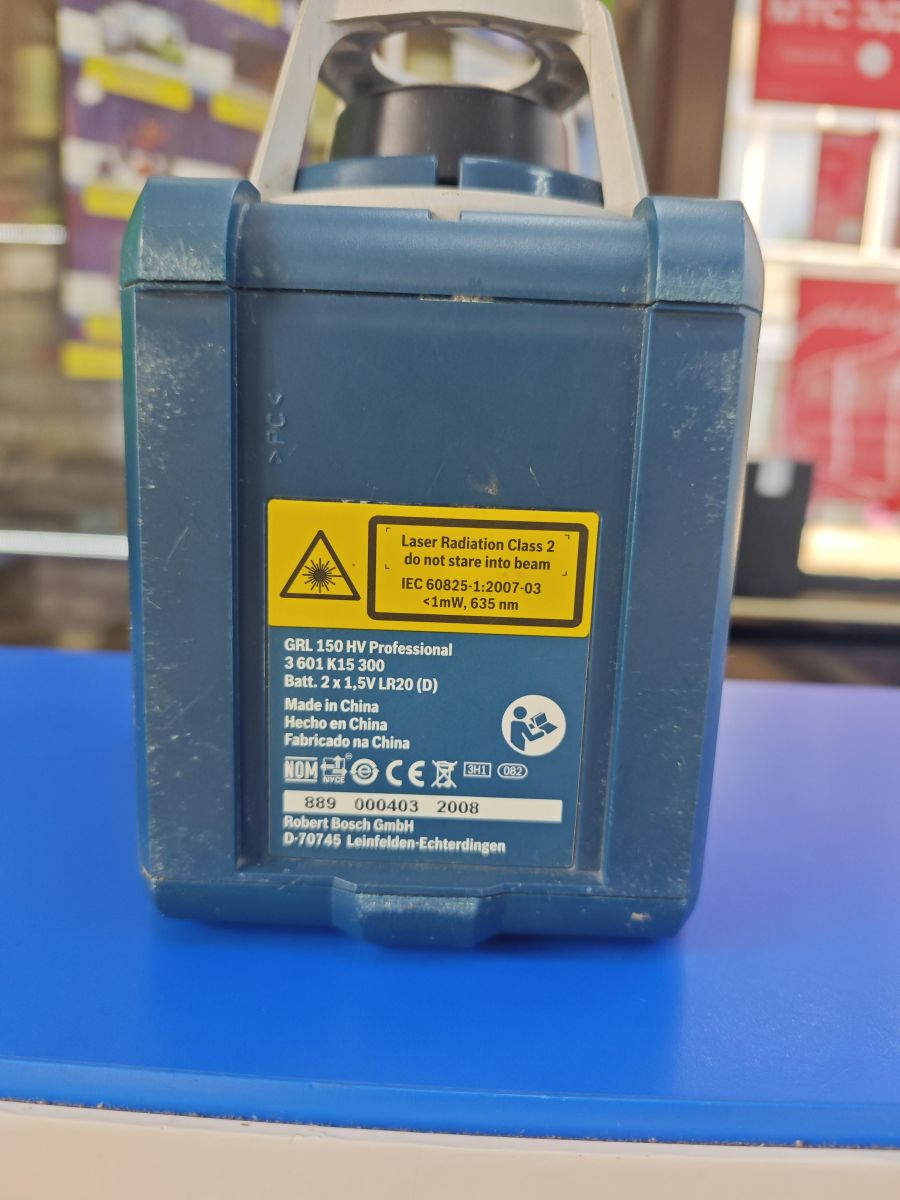 МТС
>PC<
Laser Radiation Class 2
do not stare into beam
IEC 60825-1:2007-03
<1mW, 635 nm
GRL 150 HV Professional
3 601 K15 300
Batt. 2 x 1,5V LR20 (D)
Made in China
Hecho en China
Fabricado na China
NOM NYCE CE 3H1 082
889 000403 2008
Robert Bosch GmbH
D-70745 Leinfelden-Echterdingen